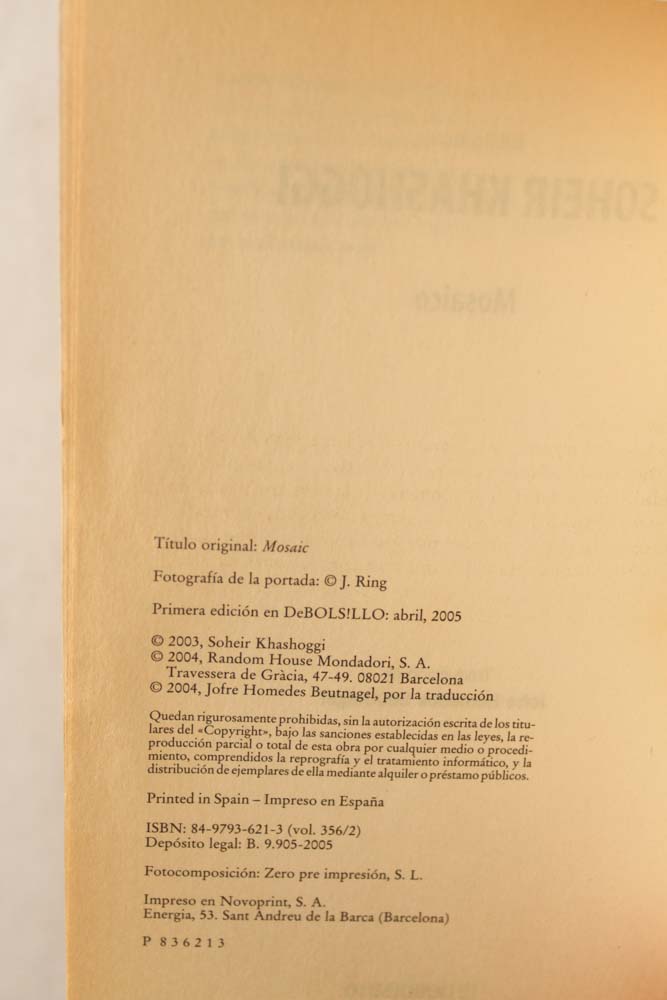 SOHEIR KHASHOGGI
Mosaico
Título original: Mosaic
Fotografía de la portada: © J. Ring
Primera edición en DeBOLS!LLO: abril, 2005
© 2003, Soheir Khashoggi
© 2004, Random House Mondadori, S. A.
Travessera de Gràcia, 47-49. 08021 Barcelona
© 2004, Jofre Homedes Beutnagel, por la traducción
Quedan rigurosamente prohibidas, sin la autorización escrita de los titu-
lares del «Copyright», bajo las sanciones establecidas en las leyes, la re-
producción parcial o total de esta obra por cualquier medio o procedi-
miento, comprendidos la reprografía y el tratamiento informático, y la
distribución de ejemplares de ella mediante alquiler o préstamo públicos.
Printed in Spain – Impreso en España
ISBN: 84-9793-621-3 (vol. 356/2)
Depósito legal: B. 9.905-2005
Fotocomposición: Zero pre impresión, S. L.
Impreso en Novoprint, S. A.
Energia, 53. Sant Andreu de la Barca (Barcelona)
P 836213